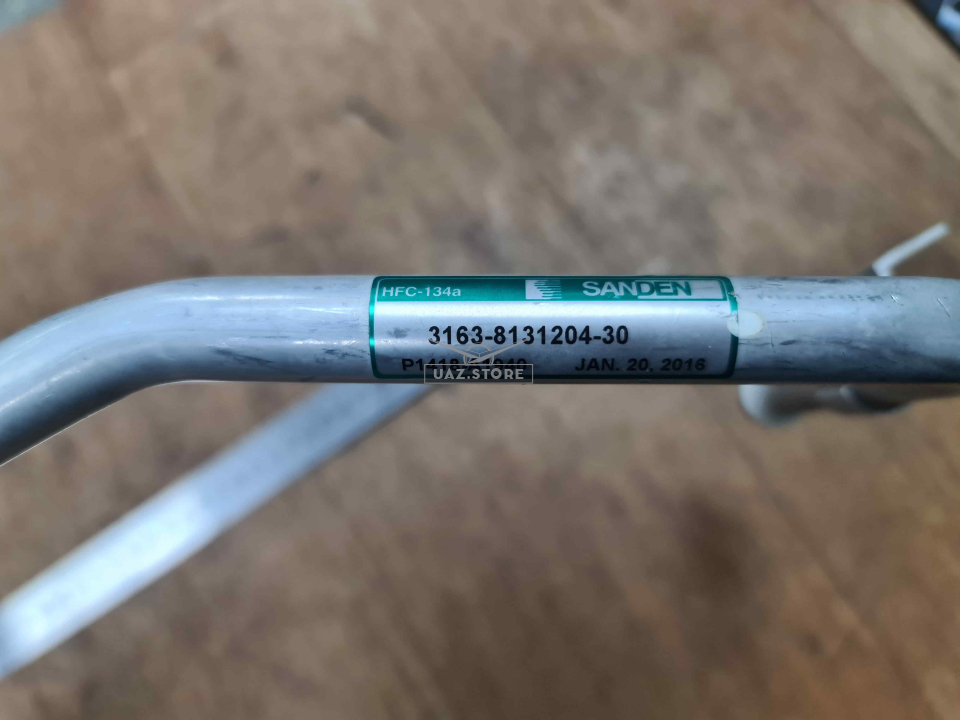 HFC-134a SANDEN
3163-8131204-30
JAN. 20, 2016
UAZ.STORE